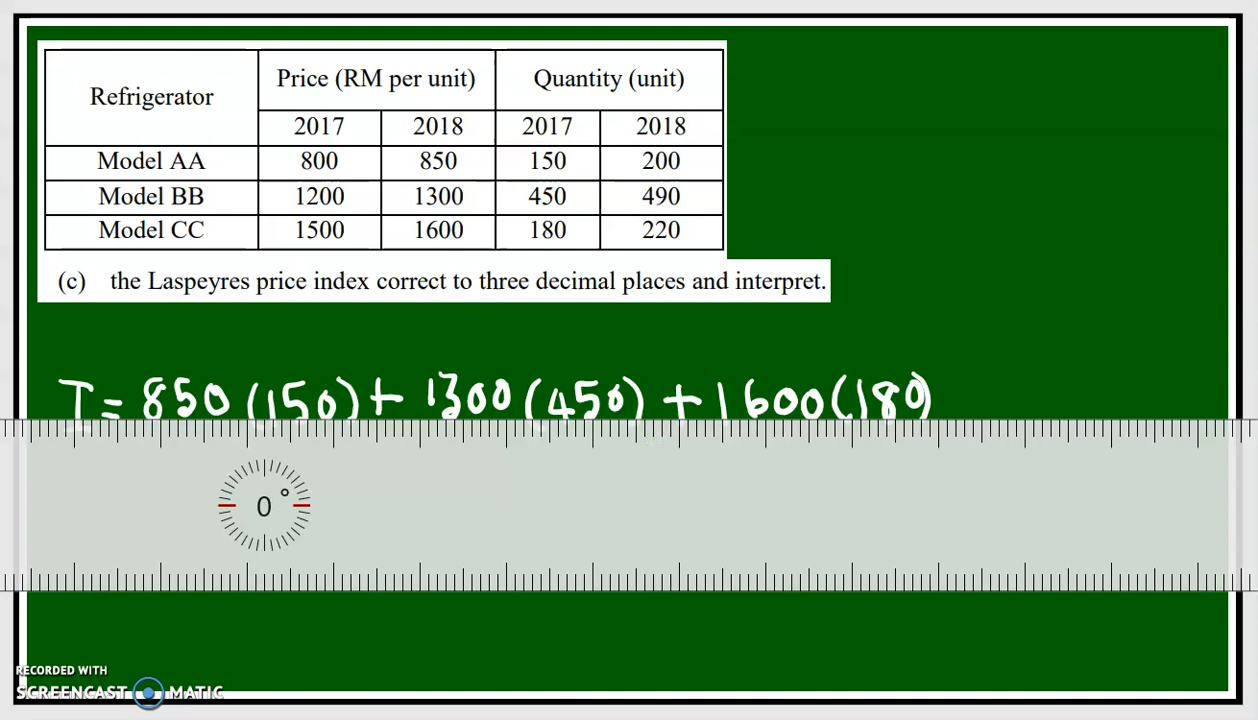 Refrigerator Price (RM per unit) Quantity (unit)
2017 2018 2017 2018
Model AA 800 850 150 200
Model BB 1200 1300 450 490
Model CC 1500 1600 180 220
(c) the Laspeyres price index correct to three decimal places and interpret.
I = 850 (150) + 1300 (450) + 1600 (180)
0°
RECORDED WITH
SCREENCAST MATIC